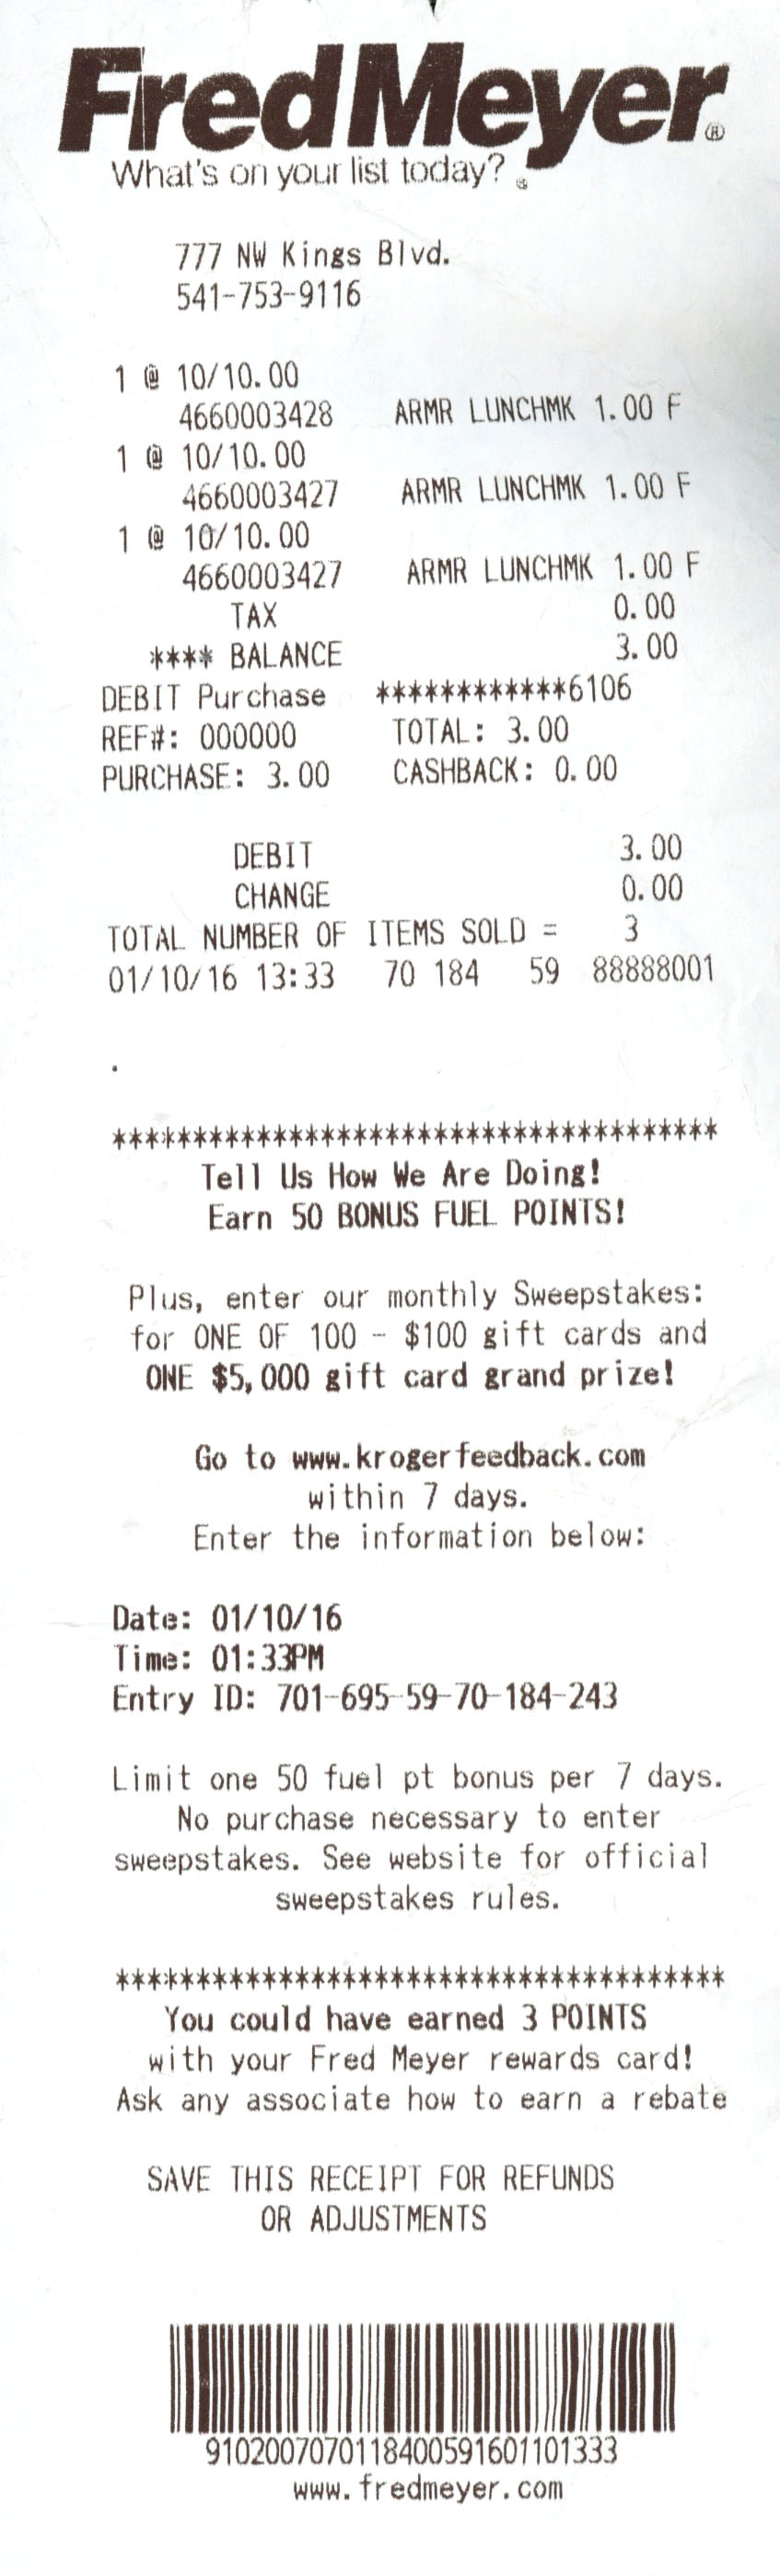 FredMeyer®
What's on your list today?®
777 NW Kings Blvd.
541-753-9116
1 @ 10/10.00
4660003428 ARMR LUNCHMK 1.00 F
1 @ 10/10.00
4660003427 ARMR LUNCHMK 1.00 F
1 @ 10/10.00
4660003427 ARMR LUNCHMK 1.00 F
TAX 0.00
**** BALANCE 3.00
DEBIT Purchase ************6106
REF#: 000000 TOTAL: 3.00
PURCHASE: 3.00 CASHBACK: 0.00
DEBIT 3.00
CHANGE 0.00
TOTAL NUMBER OF ITEMS SOLD = 3
01/10/16 13:33 70 184 59 88888001
.
**************************************
Tell Us How We Are Doing!
Earn 50 BONUS FUEL POINTS!
Plus, enter our monthly Sweepstakes:
for ONE OF 100 - $100 gift cards and
ONE $5,000 gift card grand prize!
Go to www.krogerfeedback.com
within 7 days.
Enter the information below:
Date: 01/10/16
Time: 01:33PM
Entry ID: 701-695-59-70-184-243
Limit one 50 fuel pt bonus per 7 days.
No purchase necessary to enter
sweepstakes. See website for official
sweepstakes rules.
**************************************
You could have earned 3 POINTS
with your Fred Meyer rewards card!
Ask any associate how to earn a rebate
SAVE THIS RECEIPT FOR REFUNDS
OR ADJUSTMENTS
9102007070118400591601101333
www.fredmeyer.com